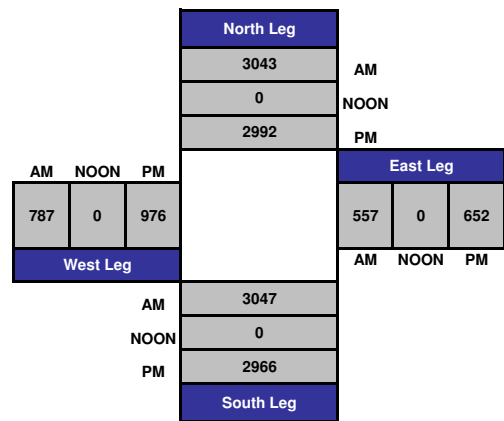 North Leg
3043 AM
0 NOON
2992 PM
AM NOON PM
East Leg
787 0 976
557 0 652
West Leg
AM NOON PM
AM 3047
NOON 0
PM 2966
South Leg